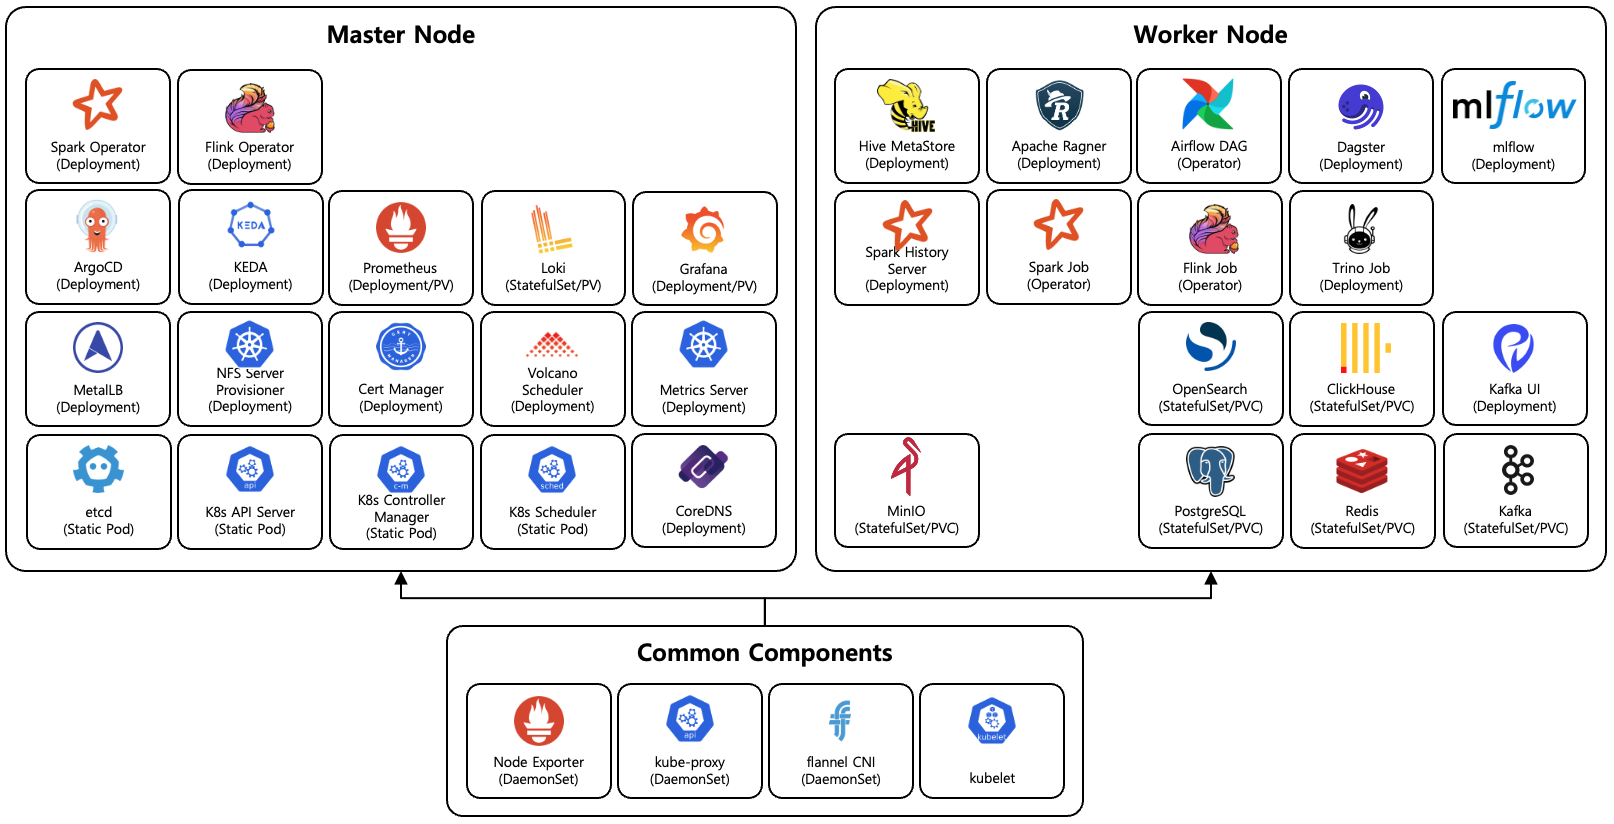 Master Node
Spark Operator
(Deployment)
Flink Operator
(Deployment)
ArgoCD
(Deployment)
KEDA
KEDA
(Deployment)
Prometheus
(Deployment/PV)
Loki
(StatefulSet/PV)
Grafana
(Deployment/PV)
MetalLB
(Deployment)
NFS Server
Provisioner
(Deployment)
CERT
MANAGER
Cert Manager
(Deployment)
Volcano
Scheduler
(Deployment)
Metrics Server
(Deployment)
etcd
(Static Pod)
api
K8s API Server
(Static Pod)
c-m
K8s Controller
Manager
(Static Pod)
sched
K8s Scheduler
(Static Pod)
CoreDNS
(Deployment)
Worker Node
HIVE
Hive MetaStore
(Deployment)
R
Apache Ragner
(Deployment)
Airflow DAG
(Operator)
Dagster
(Deployment)
mlflow
mlflow
(Deployment)
Spark History
Server
(Deployment)
Spark Job
(Operator)
Flink Job
(Operator)
Trino Job
(Deployment)
OpenSearch
(StatefulSet/PVC)
ClickHouse
(StatefulSet/PVC)
Kafka UI
(Deployment)
MinIO
(StatefulSet/PVC)
PostgreSQL
(StatefulSet/PVC)
Redis
(StatefulSet/PVC)
Kafka
(StatefulSet/PVC)
Common Components
Node Exporter
(DaemonSet)
api
kube-proxy
(DaemonSet)
flannel CNI
(DaemonSet)
kubelet
kubelet